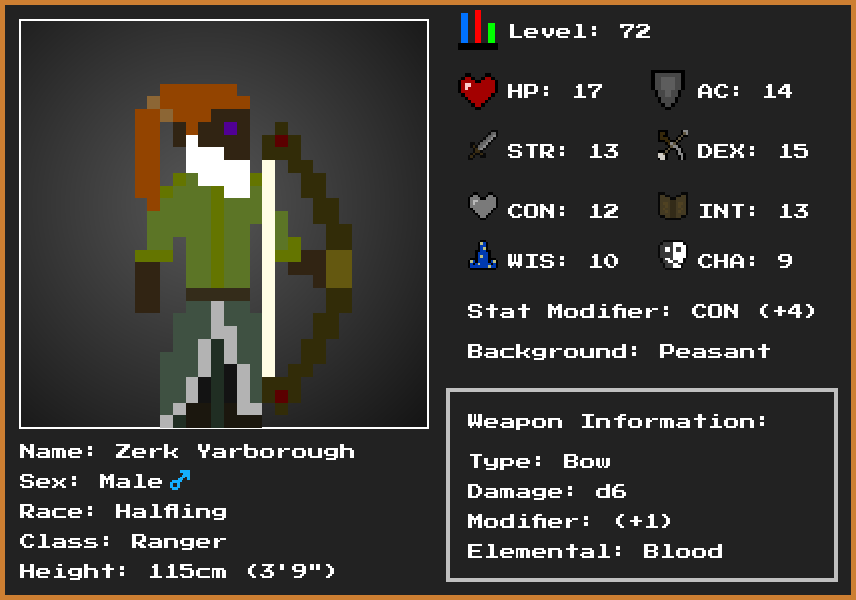 Level: 72
HP: 17 AC: 14
STR: 13 DEX: 15
CON: 12 INT: 13
WIS: 10 CHA: 9
Stat Modifier: CON (+4)
Background: Peasant
Weapon Information:
Type: Bow
Damage: d6
Modifier: (+1)
Elemental: Blood
Name: Zerk Yarborough
Sex: Male ♂
Race: Halfling
Class: Ranger
Height: 115cm (3'9")